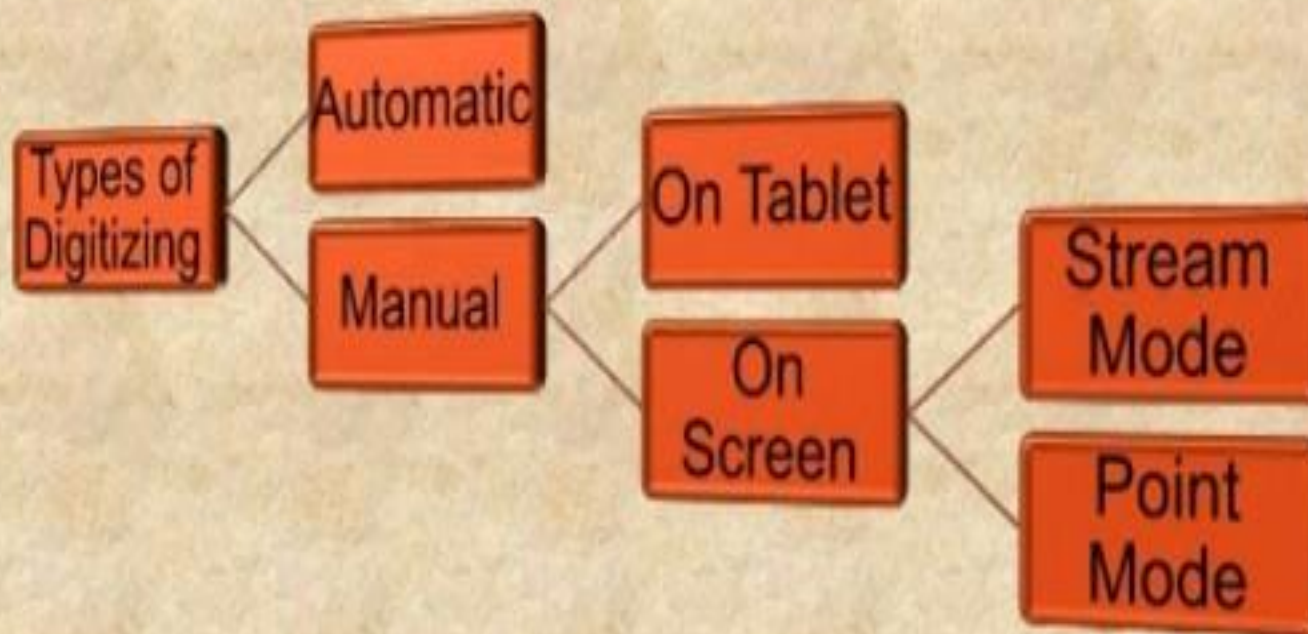 Types of
Digitizing
Automatic
Manual
On Tablet
On
Screen
Stream
Mode
Point
Mode